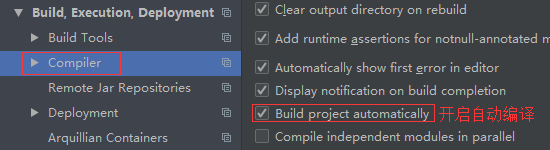 Build, Execution, Deployment
Build Tools
Compiler
Remote Jar Repositories
Deployment
Arquillian Containers
Clear output directory on rebuild
Add runtime assertions for notnull-annotated m
Automatically show first error in editor
Display notification on build completion
Build project automatically 开启自动编译
Compile independent modules in parallel